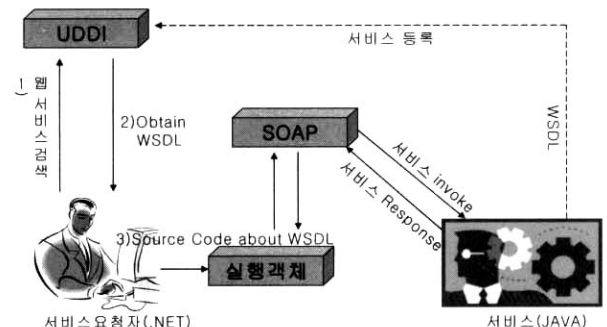 UDDI
서비스 등록
1)
웹 서비스검색
2)Obtain
WSDL
SOAP
WSDL
서비스 invoke
서비스 Response
3)Source Code about WSDL
실행객체
서비스요청자(.NET)
서비스(JAVA)